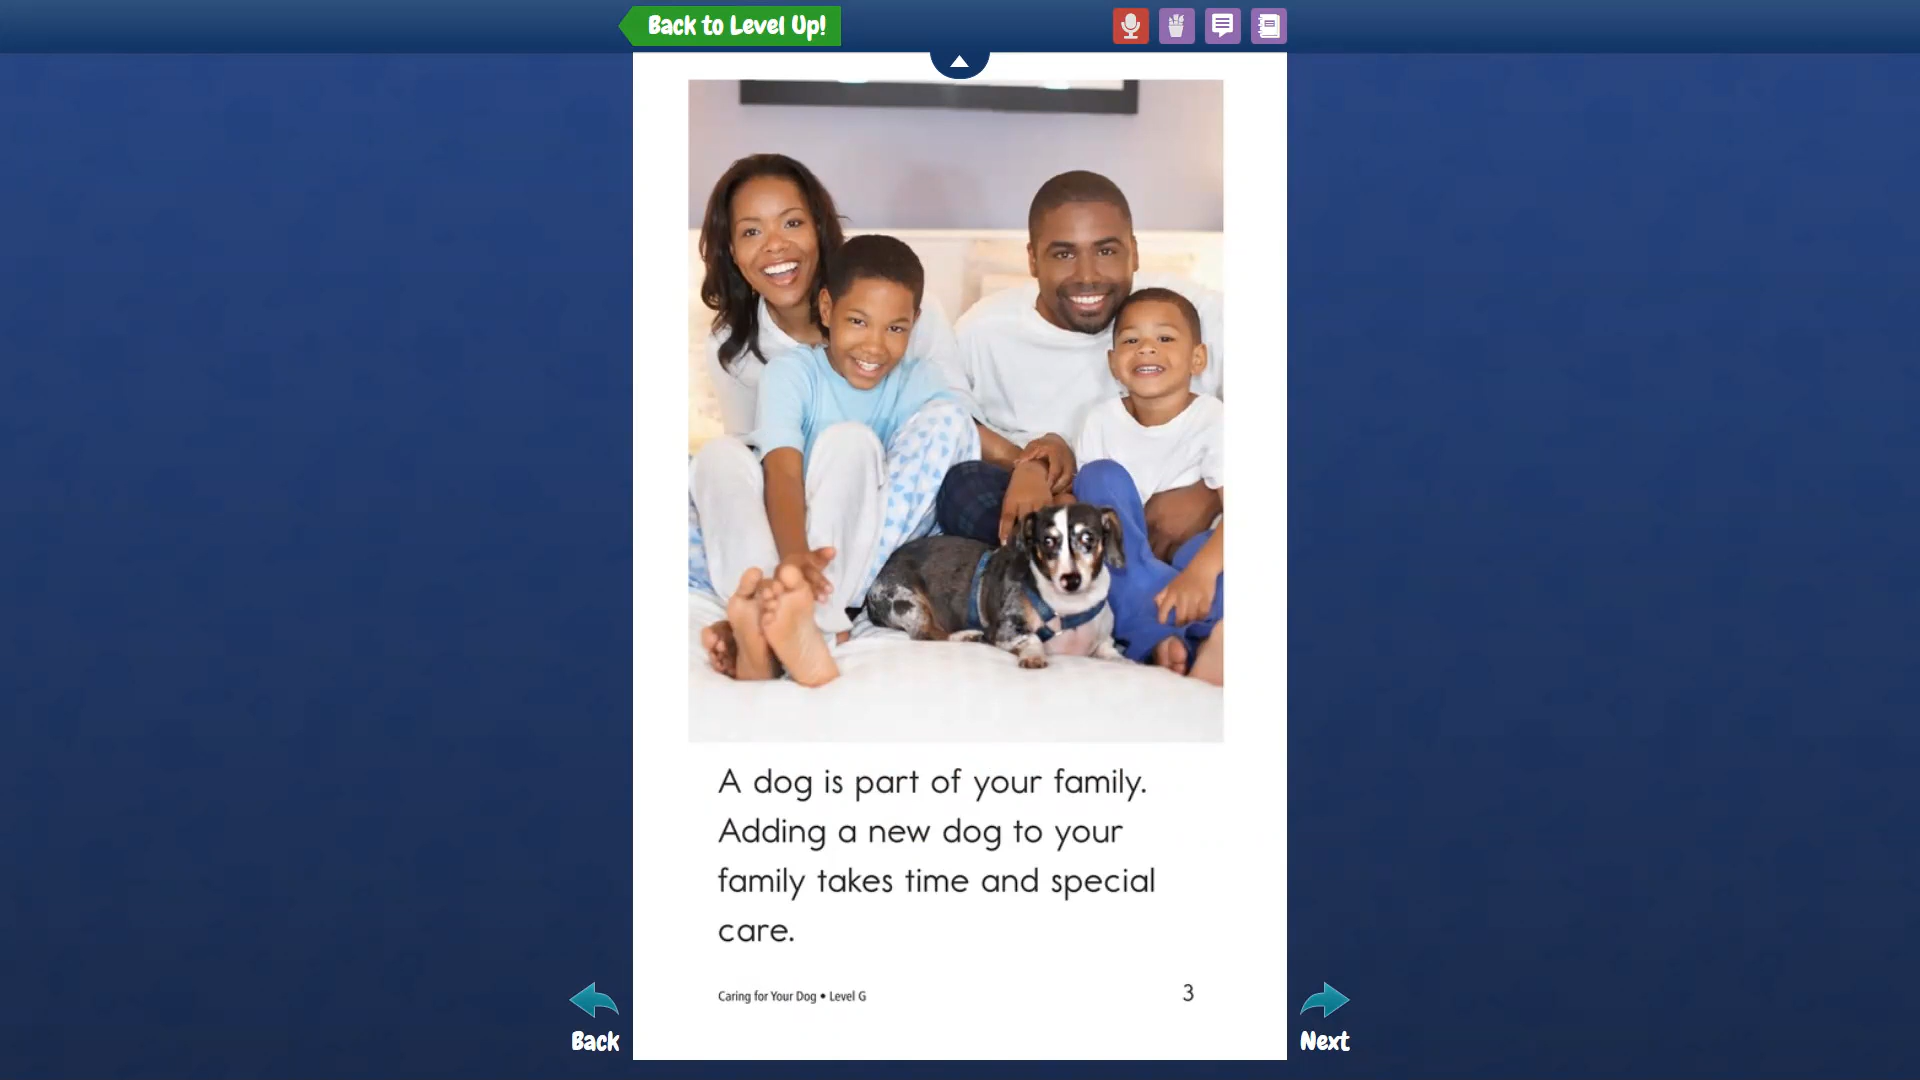 Back to Level Up!
A dog is part of your family.
Adding a new dog to your
family takes time and special
care.
Caring for Your Dog • Level G
3
Back
Next